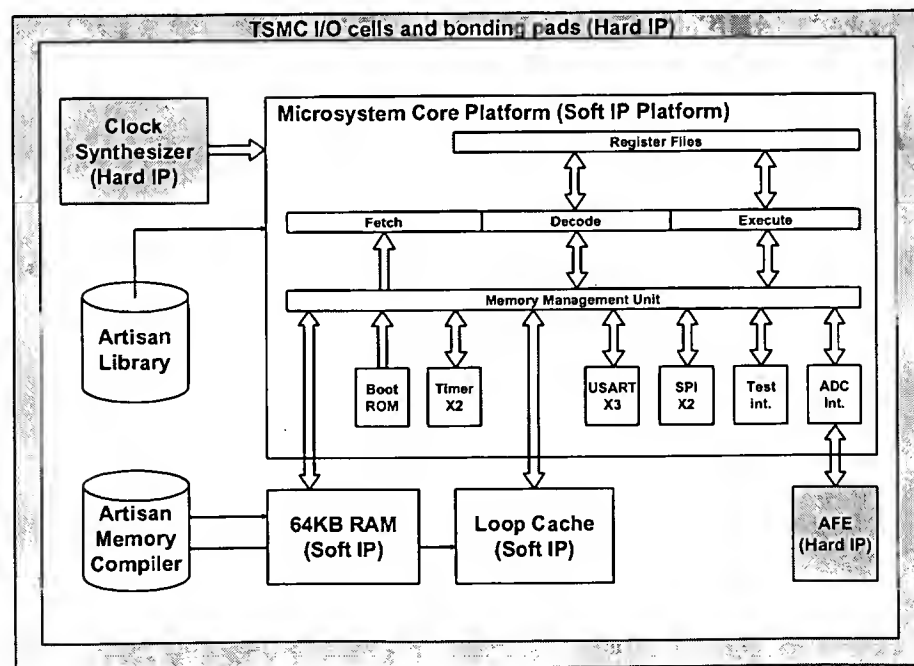 TSMC I/O cells and bonding pads (Hard IP)
Clock
Synthesizer
(Hard IP)
Microsystem Core Platform (Soft IP Platform)
Register Files
Fetch
Decode
Execute
Memory Management Unit
Artisan
Library
Boot
ROM
Timer
X2
USART
X3
SPI
X2
Test
int.
ADC
Int.
Artisan
Memory
Compiler
64KB RAM
(Soft IP)
Loop Cache
(Soft IP)
AFE
(Hard IP)